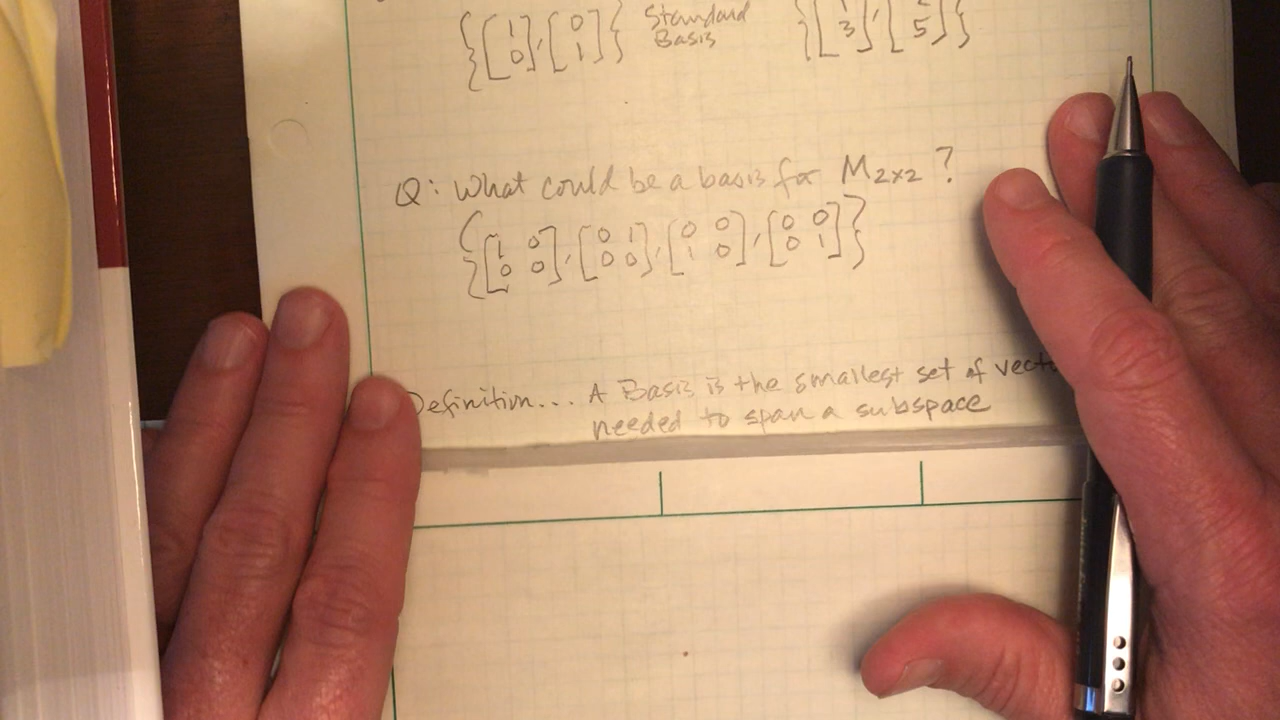 {[1 0], [0 1]} Standard Basis
{[ 3], [ 5]}
Q: What could be a basis for M2x2 ?
{[1 0 0 0], [0 1 0 0], [0 0 1 0], [0 0 0 1]}
Definition... A Basis is the smallest set of
needed to span a subspace